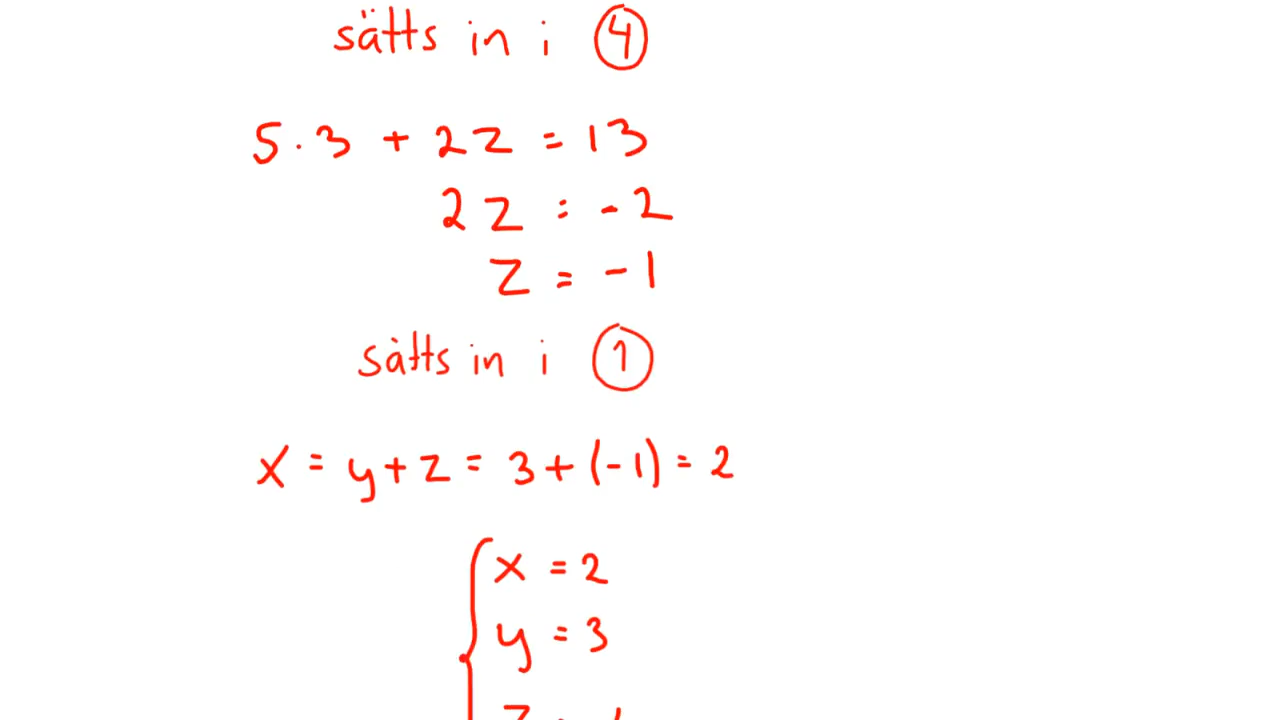 sätts in i ④
5·3 + 2z = 13
2z = -2
z = -1
sätts in i ①
x = y+z = 3+(-1) = 2
x = 2
y = 3